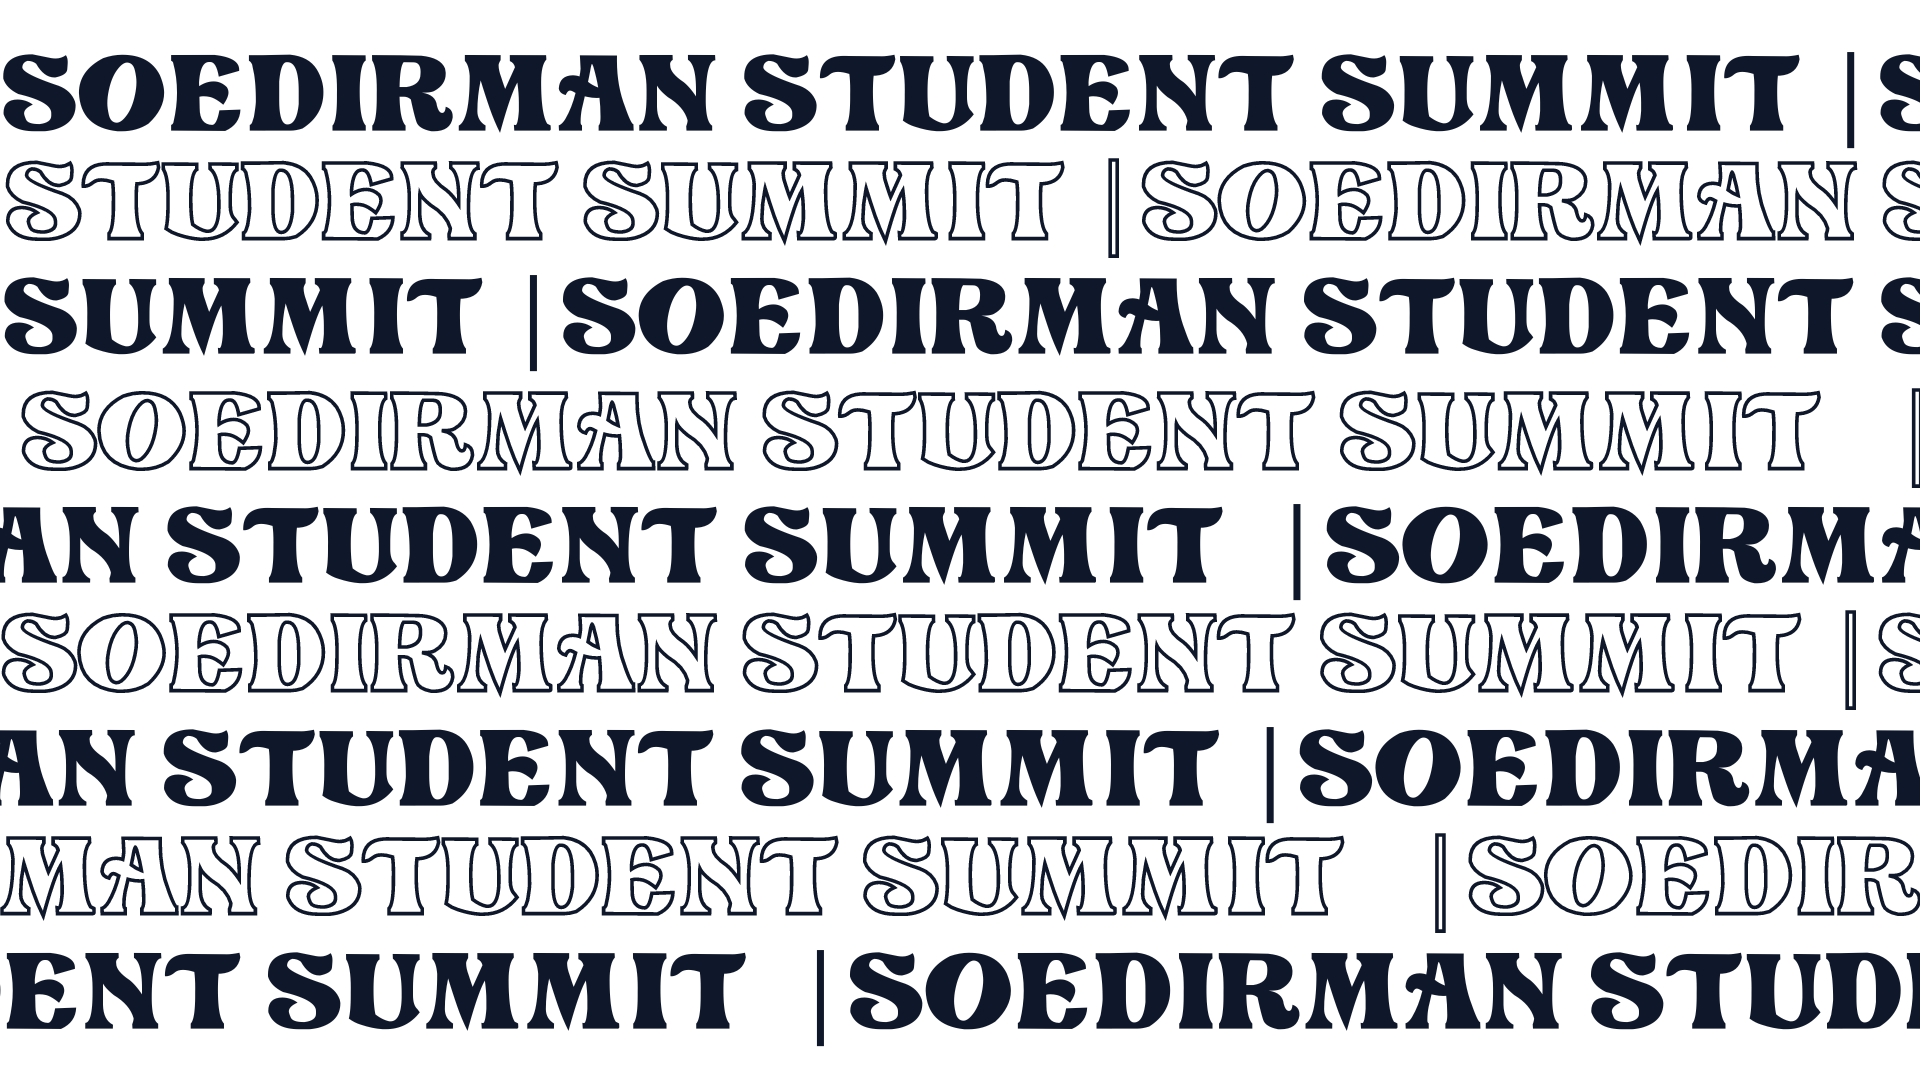 SOEDIRMAN STUDENT SUMMIT | S
STUDENT SUMMIT | SOEDIRMAN S
SUMMIT | SOEDIRMAN STUDENT S
SOEDIRMAN STUDENT SUMMIT |
AN STUDENT SUMMIT | SOEDIRMA
SOEDIRMAN STUDENT SUMMIT | S
AN STUDENT SUMMIT | SOEDIRMA
MAN STUDENT SUMMIT | SOEDIR
ENT SUMMIT | SOEDIRMAN STUD